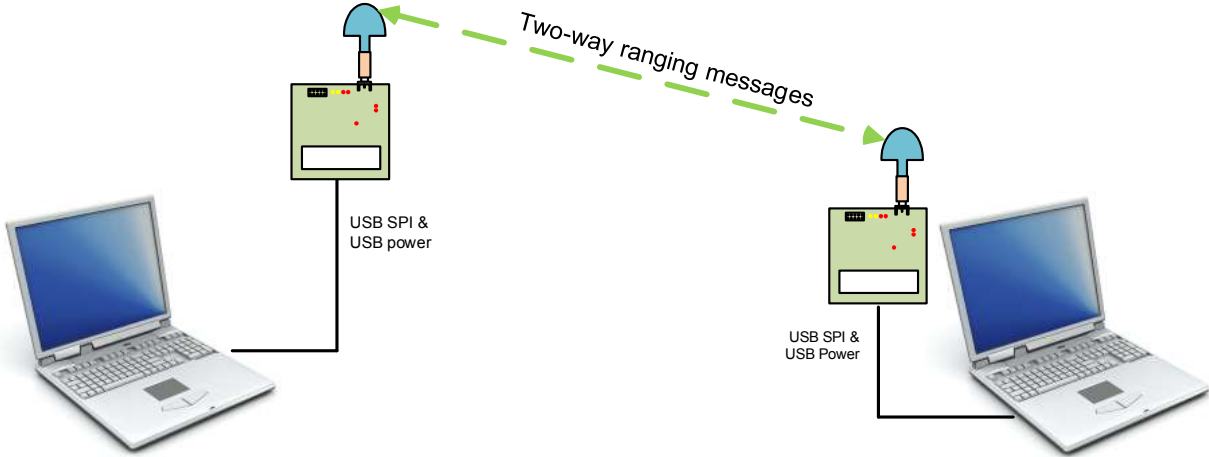 Two-way ranging messages
USB SPI &
USB power
USB SPI &
USB Power